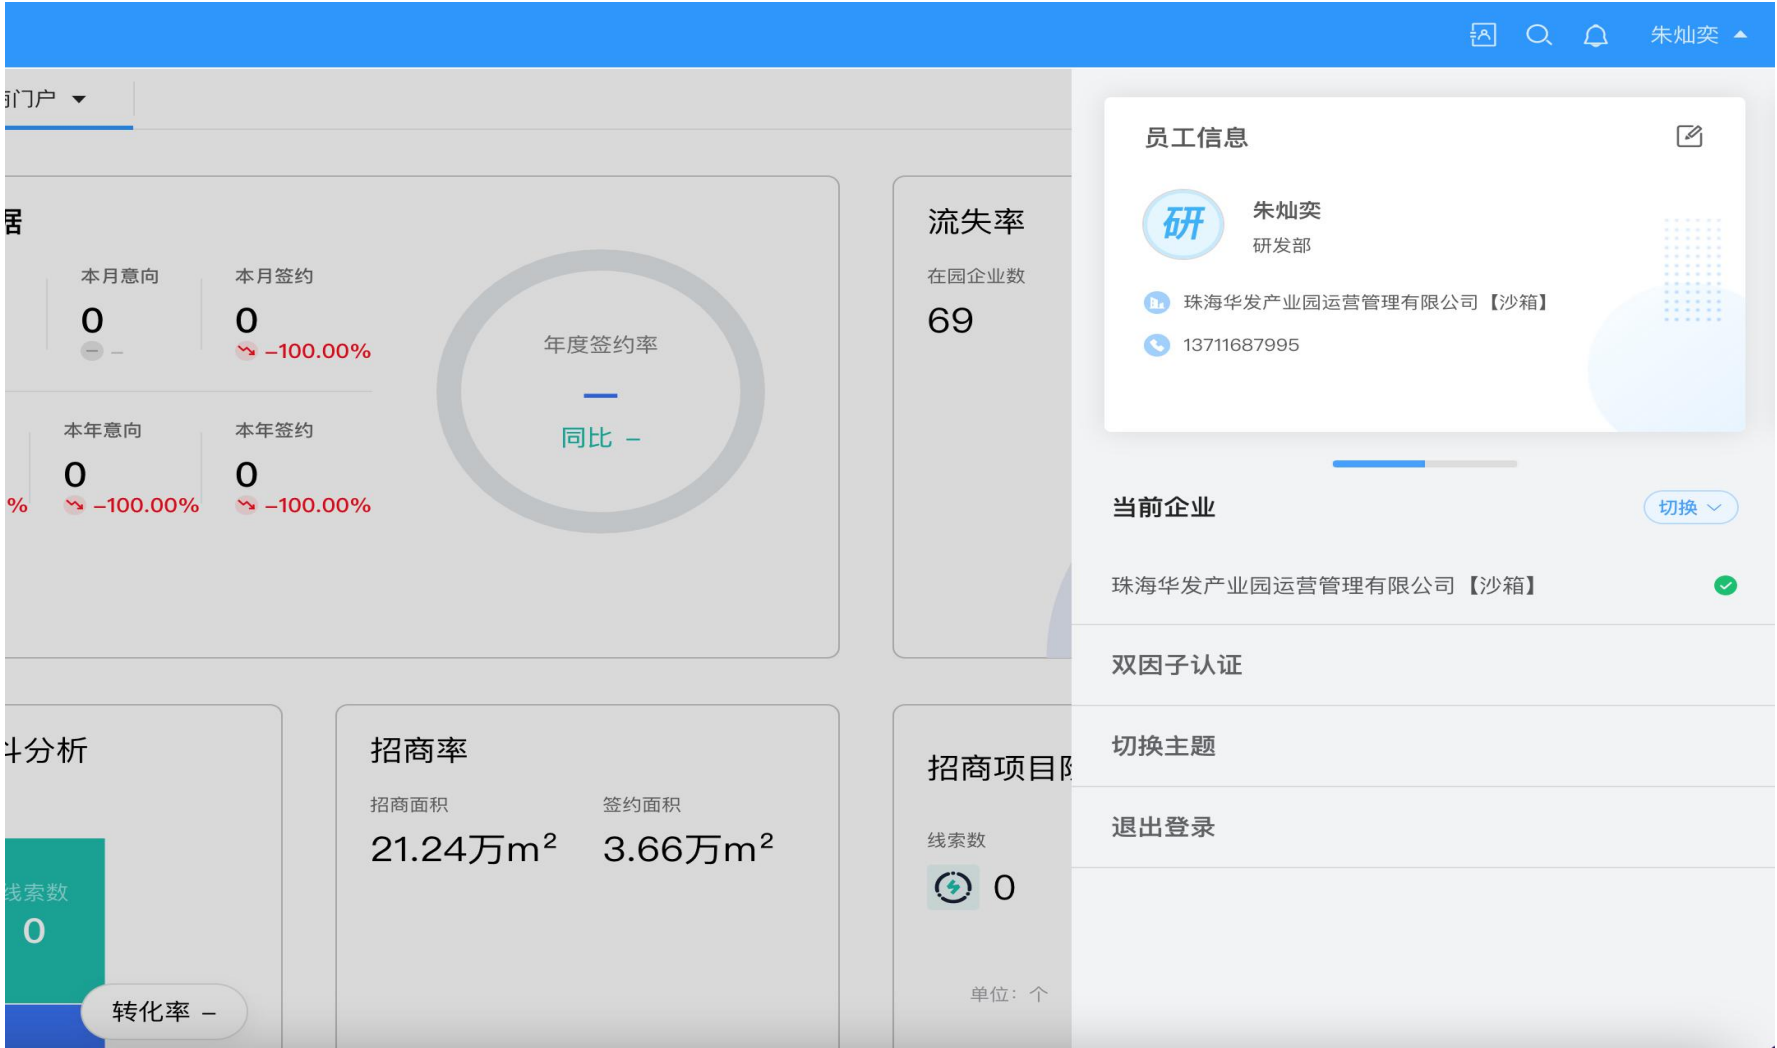 朱灿奕
门户
员工信息
研
朱灿奕
研发部
珠海华发产业园运营管理有限公司【沙箱】
13711687995
当前企业
切换
珠海华发产业园运营管理有限公司【沙箱】
双因子认证
切换主题
退出登录
据
本月意向
0
–
本月签约
0
–100.00%
本年意向
0
% –100.00%
本年签约
0
–100.00%
年度签约率
—
同比 –
流失率
在园企业数
69
斗分析
线索数
0
转化率 –
招商率
招商面积
21.24万m²
签约面积
3.66万m²
招商项目阶
线索数
0
单位：个